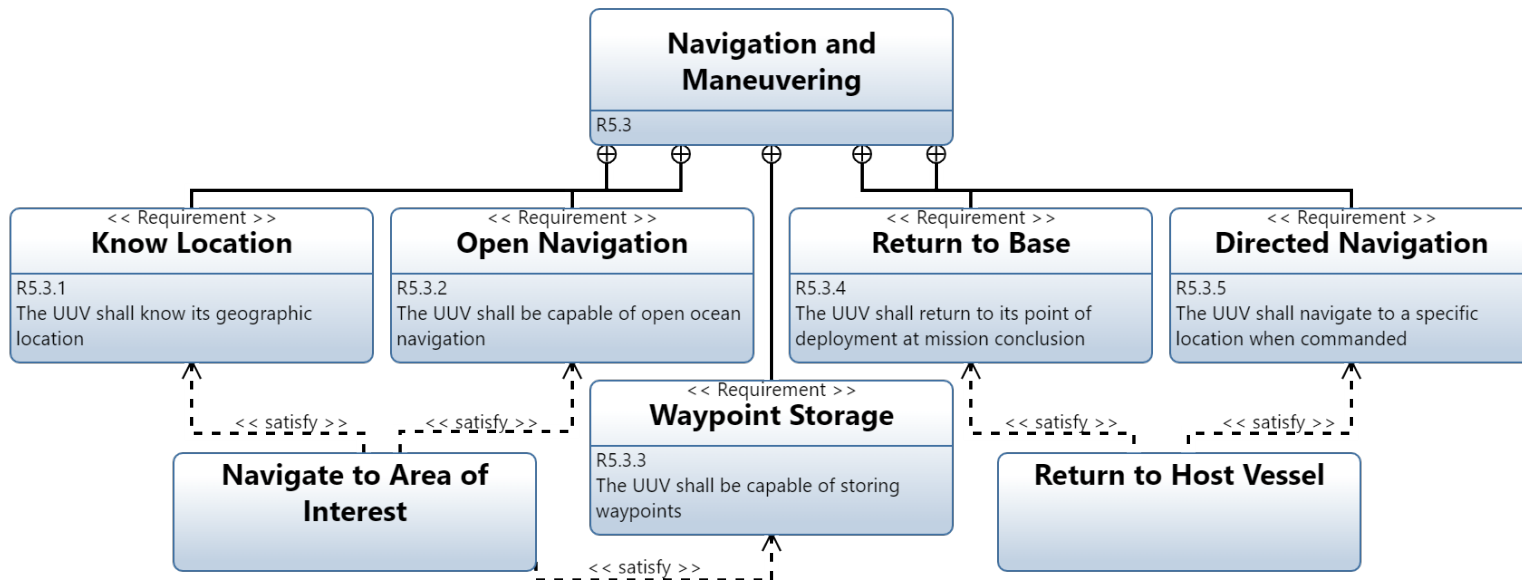 Navigation and
Maneuvering
R5.3
<< Requirement >>
Know Location
R5.3.1
The UUV shall know its geographic
location
<< Requirement >>
Open Navigation
R5.3.2
The UUV shall be capable of open ocean
navigation
<< Requirement >>
Return to Base
R5.3.4
The UUV shall return to its point of
deployment at mission conclusion
<< Requirement >>
Directed Navigation
R5.3.5
The UUV shall navigate to a specific
location when commanded
<< Requirement >>
Waypoint Storage
R5.3.3
The UUV shall be capable of storing
waypoints
<< satisfy >>
<< satisfy >>
<< satisfy >>
<< satisfy >>
Navigate to Area of
Interest
Return to Host Vessel
<< satisfy >>